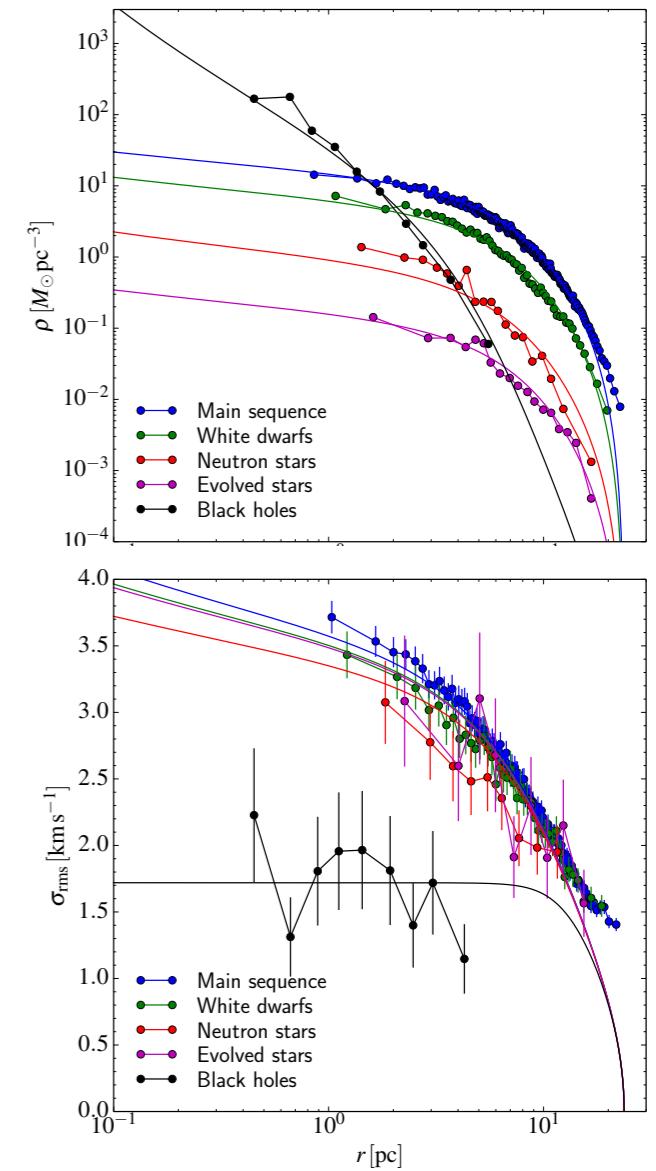 10³
10²
10¹
10⁰
10⁻¹
10⁻²
10⁻³
10⁻⁴
ρ [M☉pc⁻³]
Main sequence
White dwarfs
Neutron stars
Evolved stars
Black holes
4.0
3.5
3.0
2.5
2.0
1.5
1.0
0.5
0.0
σrms [km s⁻¹]
Main sequence
White dwarfs
Neutron stars
Evolved stars
Black holes
10⁻¹ 10⁰ 10¹
r [pc]